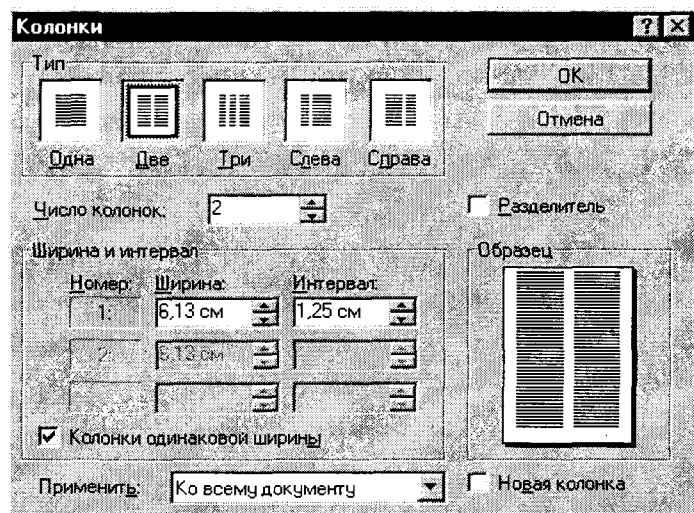 Колонки
Тип
Одна Две Три Слева Справа
OK
Отмена
Число колонок: 2
Разделитель
Ширина и интервал
Номер: Ширина: Интервал:
1: 6,13 см 1,25 см
2: 6,13 см
Колонки одинаковой ширины
Образец
Применить: Ко всему документу
Новая колонка